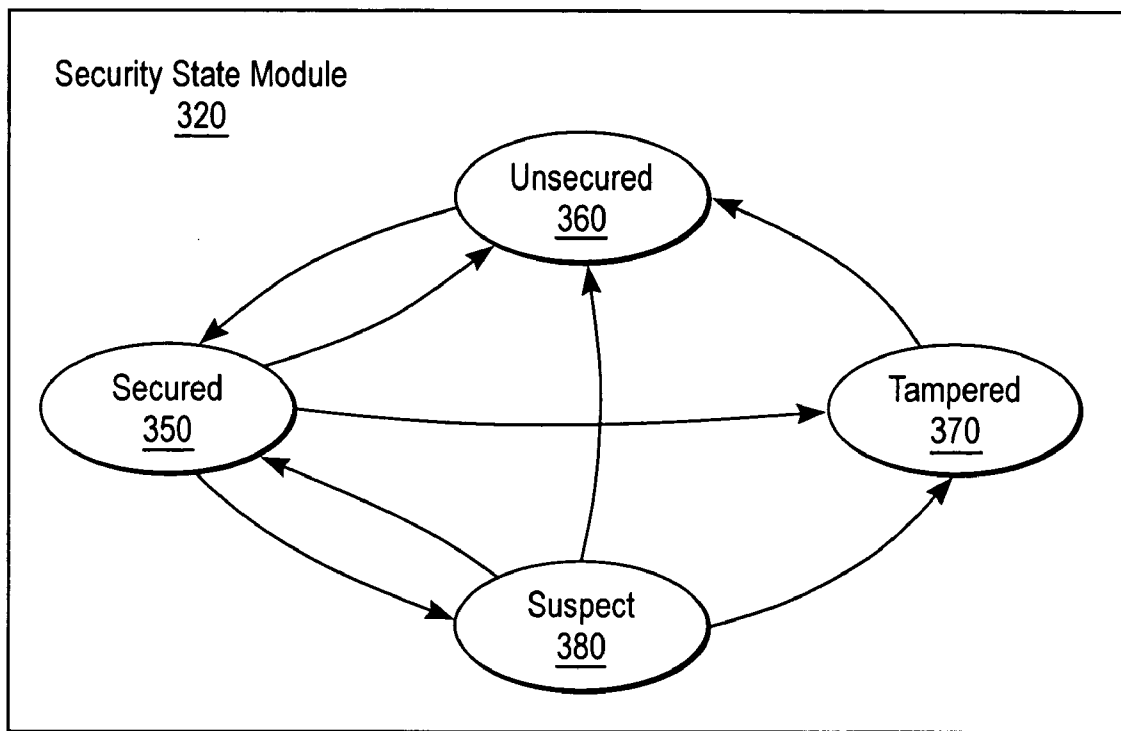 Security State Module
320
Unsecured
360
Secured
350
Tampered
370
Suspect
380